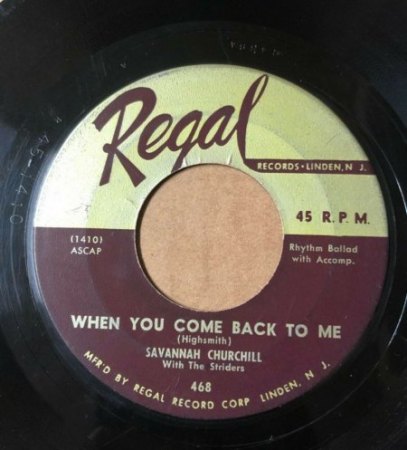 Regal
RECORDS • LINDEN, N J.
45 R.P.M.
(1410)
ASCAP
Rhythm Ballad
with Accomp.
WHEN YOU COME BACK TO ME
(Highsmith)
SAVANNAH CHURCHILL
With The Striders
468
MFR'D BY REGAL RECORD CORP LINDEN, N. J.